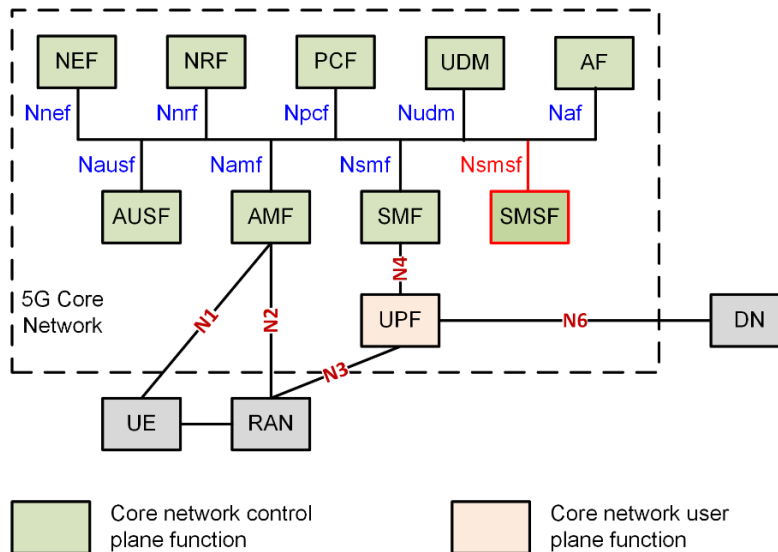 NEF
NRF
PCF
UDM
AF
Nnef
Nnrf
Npcf
Nudm
Naf
Nausf
Namf
Nsmf
Nsmsf
AUSF
AMF
SMF
SMSF
N4
5G Core
Network
N1
N2
UPF
N6
DN
N3
UE
RAN
Core network control
plane function
Core network user
plane function